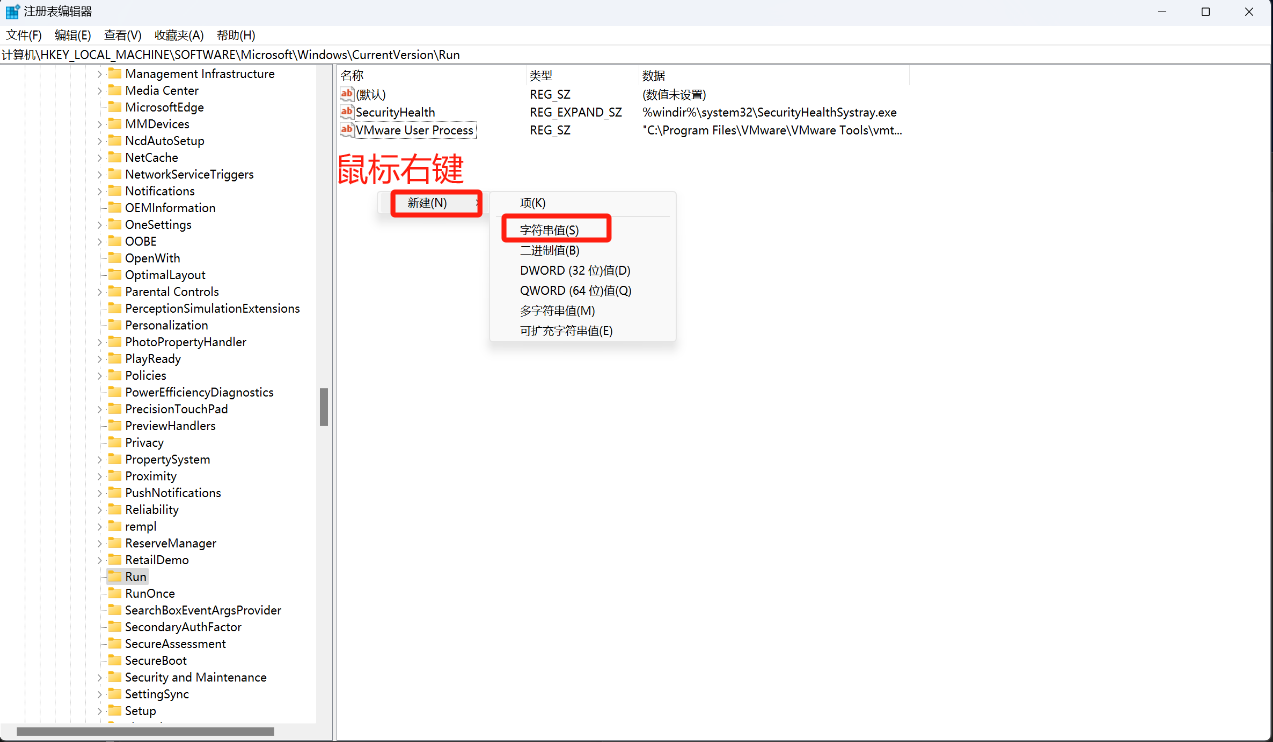 注册表编辑器
文件(F) 编辑(E) 查看(V) 收藏夹(A) 帮助(H)
计算机\HKEY_LOCAL_MACHINE\SOFTWARE\Microsoft\Windows\CurrentVersion\Run
Management Infrastructure
Media Center
MicrosoftEdge
MMDevices
NcdAutoSetup
NetCache
NetworkServiceTriggers
Notifications
OEMInformation
OneSettings
OOBE
OpenWith
OptimalLayout
Parental Controls
PerceptionSimulationExtensions
Personalization
PhotoPropertyHandler
PlayReady
Policies
PowerEfficiencyDiagnostics
PrecisionTouchPad
PreviewHandlers
Privacy
PropertySystem
Proximity
PushNotifications
Reliability
rempl
ReserveManager
RetailDemo
Run
RunOnce
SearchBoxEventArgsProvider
SecondaryAuthFactor
SecureAssessment
SecureBoot
Security and Maintenance
SettingSync
Setup
名称 类型 数据
(默认) REG_SZ (数值未设置)
SecurityHealth REG_EXPAND_SZ %windir%\system32\SecurityHealthSystray.exe
VMware User Process REG_SZ "C:\Program Files\VMware\VMware Tools\vmt...
鼠标右键
新建(N)
项(K)
字符串值(S)
二进制值(B)
DWORD (32 位)值(D)
QWORD (64 位)值(Q)
多字符串值(M)
可扩充字符串值(E)